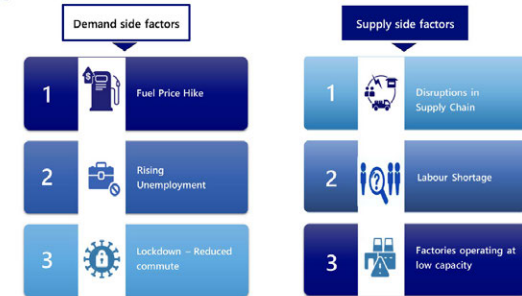 Demand side factors
1
Fuel Price Hike
2
Rising
Unemployment
3
Lockdown – Reduced
commute
Supply side factors
1
Disruptions in
Supply Chain
2
Labour Shortage
3
Factories operating at
low capacity